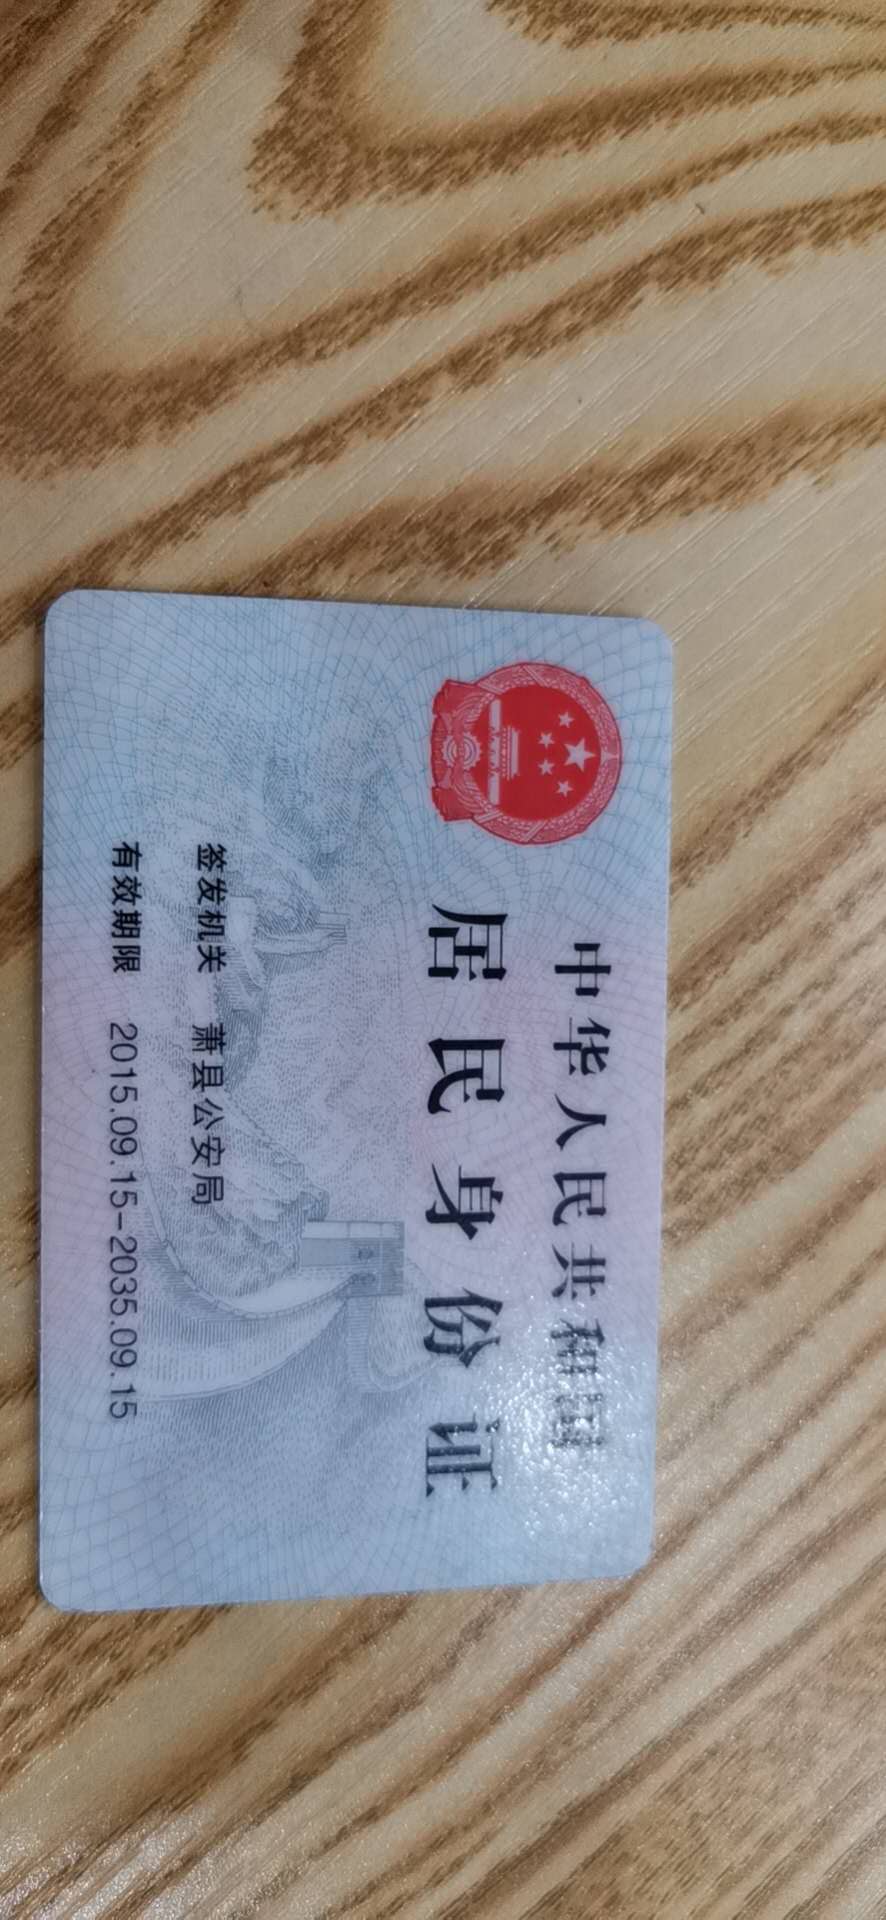 中华人民共和国
居民身份证
签发机关 萧县公安局
有效期限 2015.09.15-2035.09.15